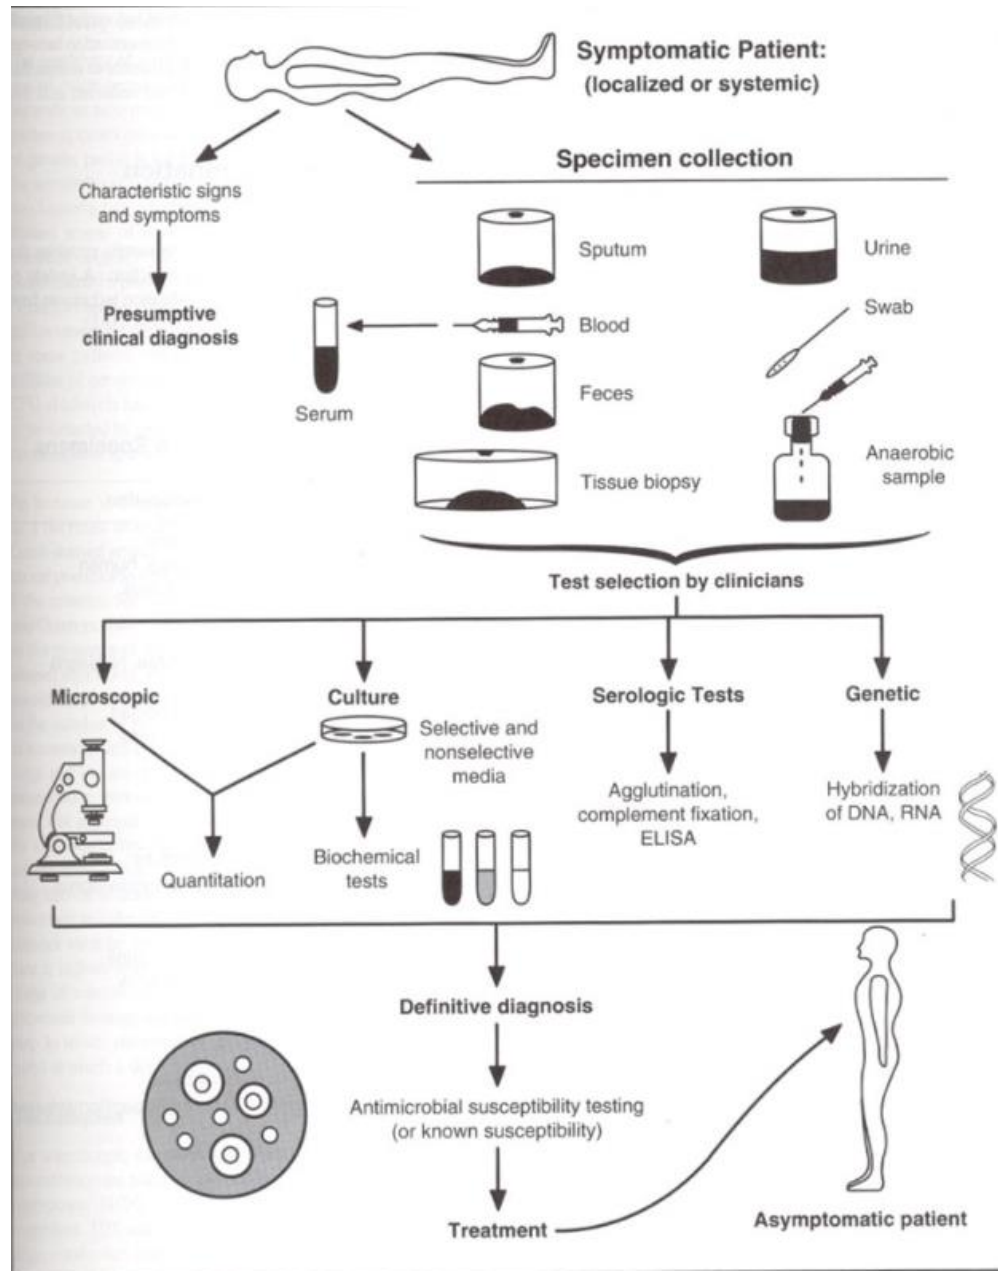 Symptomatic Patient:
(localized or systemic)
Specimen collection
Characteristic signs
and symptoms
Presumptive
clinical diagnosis
Sputum
Urine
Blood
Swab
Serum
Feces
Tissue biopsy
Anaerobic
sample
Test selection by clinicians
Microscopic
Culture
Serologic Tests
Genetic
Selective and
nonselective
media
Agglutination,
complement fixation,
ELISA
Hybridization
of DNA, RNA
Quantitation
Biochemical
tests
Definitive diagnosis
Antimicrobial susceptibility testing
(or known susceptibility)
Treatment
Asymptomatic patient